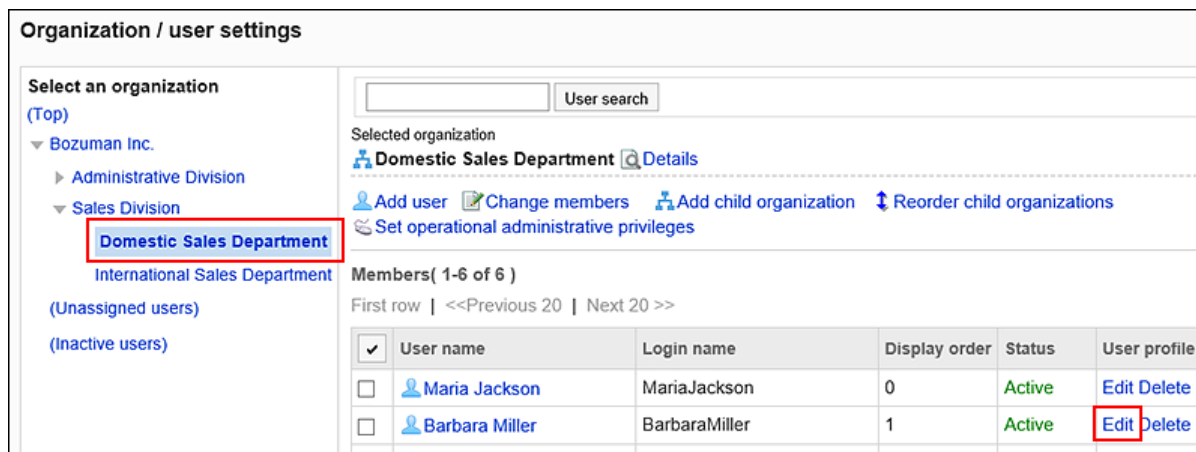 Organization / user settings
Select an organization
(Top)
Bozuman Inc.
Administrative Division
Sales Division
Domestic Sales Department
International Sales Department
(Unassigned users)
(Inactive users)
User search
Selected organization
Domestic Sales Department Details
Add user Change members Add child organization Reorder child organizations
Set operational administrative privileges
Members( 1-6 of 6 )
First row | <<Previous 20 | Next 20 >>
User name Login name Display order Status User profile
Maria Jackson MariaJackson 0 Active Edit Delete
Barbara Miller BarbaraMiller 1 Active Edit Delete